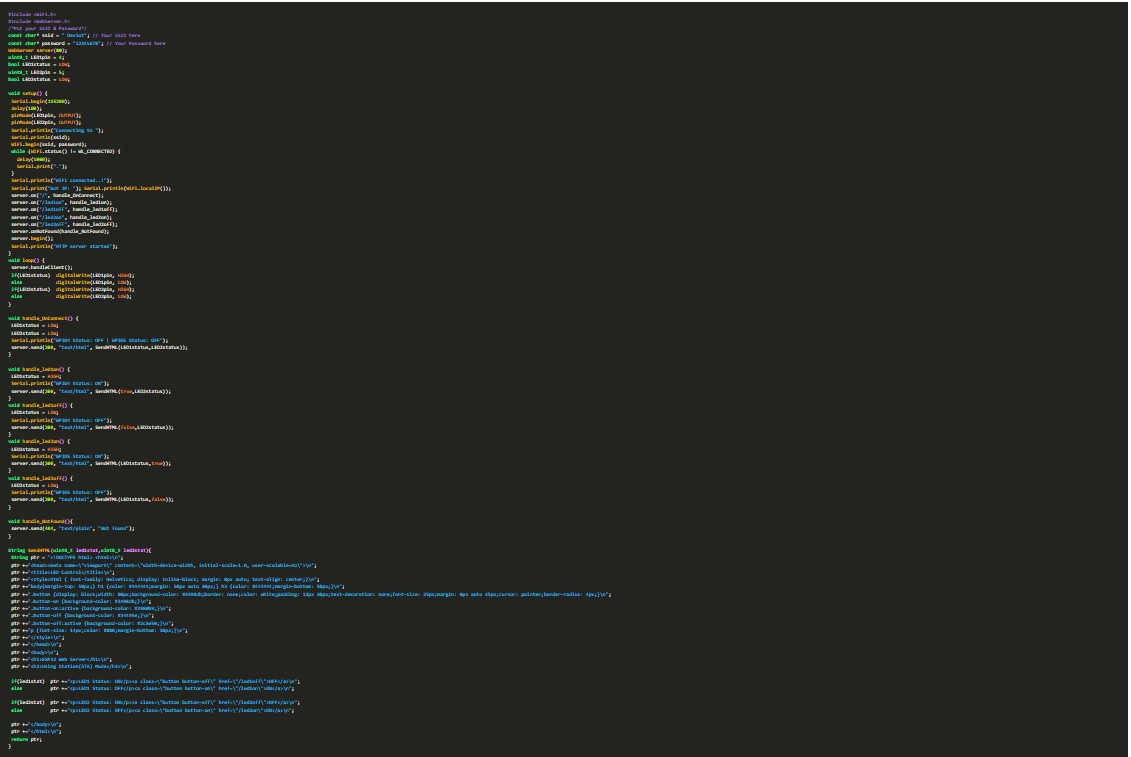 #include <WiFi.h>
#include <WebServer.h>
/*Put your SSID & Password*/
const char* ssid = " IDeIot"; // Your SSID here
const char* password = "12345678"; // Your Password here
WebServer server(80);
uint8_t LED1pin = 4;
bool LED1status = LOW;
uint8_t LED2pin = 5;
bool LED2status = LOW;
void setup() {
Serial.begin(115200);
delay(100);
pinMode(LED1pin, OUTPUT);
pinMode(LED2pin, OUTPUT);
Serial.println("Connecting to ");
Serial.println(ssid);
WiFi.begin(ssid, password);
while (WiFi.status() != WL_CONNECTED) {
delay(1000);
Serial.print(".");
}
Serial.println("WiFi connected..!");
Serial.print("Got IP: "); Serial.println(WiFi.localIP());
server.on("/", handle_OnConnect);
server.on("/led1on", handle_led1on);
server.on("/led1off", handle_led1off);
server.on("/led2on", handle_led2on);
server.on("/led2off", handle_led2off);
server.onNotFound(handle_NotFound);
server.begin();
Serial.println("HTTP server started");
}
void loop() {
server.handleClient();
if(LED1status) digitalWrite(LED1pin, HIGH);
else digitalWrite(LED1pin, LOW);
if(LED2status) digitalWrite(LED2pin, HIGH);
else digitalWrite(LED2pin, LOW);
}
void handle_OnConnect() {
LED1status = LOW;
LED2status = LOW;
Serial.println("GPIO4 Status: OFF | GPIO5 Status: OFF");
server.send(200, "text/html", SendHTML(LED1status,LED2status));
}
void handle_led1on() {
LED1status = HIGH;
Serial.println("GPIO4 Status: ON");
server.send(200, "text/html", SendHTML(true,LED2status));
}
void handle_led1off() {
LED1status = LOW;
Serial.println("GPIO4 Status: OFF");
server.send(200, "text/html", SendHTML(false,LED2status));
}
void handle_led2on() {
LED2status = HIGH;
Serial.println("GPIO5 Status: ON");
server.send(200, "text/html", SendHTML(LED1status,true));
}
void handle_led2off() {
LED2status = LOW;
Serial.println("GPIO5 Status: OFF");
server.send(200, "text/html", SendHTML(LED1status,false));
}
void handle_NotFound(){
server.send(404, "text/plain", "Not found");
}
String SendHTML(uint8_t led1stat,uint8_t led2stat){
String ptr = "<!DOCTYPE html> <html>\n";
ptr +="<head><meta name=\"viewport\" content=\"width=device-width, initial-scale=1.0, user-scalable=no\">\n";
ptr +="<title>LED Control</title>\n";
ptr +="<style>html { font-family: Helvetica; display: inline-block; margin: 0px auto; text-align: center;}\n";
ptr +="body{margin-top: 50px;} h1 {color: #444444;margin: 50px auto 30px;} h3 {color: #444444;margin-bottom: 50px;}\n";
ptr +=".button {display: block;width: 80px;background-color: #3498db;border: none;color: white;padding: 13px 30px;text-decoration: none;font-size: 25px;margin: 0px auto 35px;cursor: pointer;border-radius: 4px;}\n";
ptr +=".button-on {background-color: #3498db;}\n";
ptr +=".button-on:active {background-color: #2980b9;}\n";
ptr +=".button-off {background-color: #34495e;}\n";
ptr +=".button-off:active {background-color: #2c3e50;}\n";
ptr +="p {font-size: 14px;color: #888;margin-bottom: 10px;}\n";
ptr +="</style>\n";
ptr +="</head>\n";
ptr +="<body>\n";
ptr +="<h1>ESP32 Web Server</h1>\n";
ptr +="<h3>Using Station(STA) Mode</h3>\n";
if(led1stat) ptr +="<p>LED1 Status: ON</p><a class=\"button button-off\" href=\"/led1off\">OFF</a>\n";
else ptr +="<p>LED1 Status: OFF</p><a class=\"button button-on\" href=\"/led1on\">ON</a>\n";
if(led2stat) ptr +="<p>LED2 Status: ON</p><a class=\"button button-off\" href=\"/led2off\">OFF</a>\n";
else ptr +="<p>LED2 Status: OFF</p><a class=\"button button-on\" href=\"/led2on\">ON</a>\n";
ptr +="</body>\n";
ptr +="</html>\n";
return ptr;
}